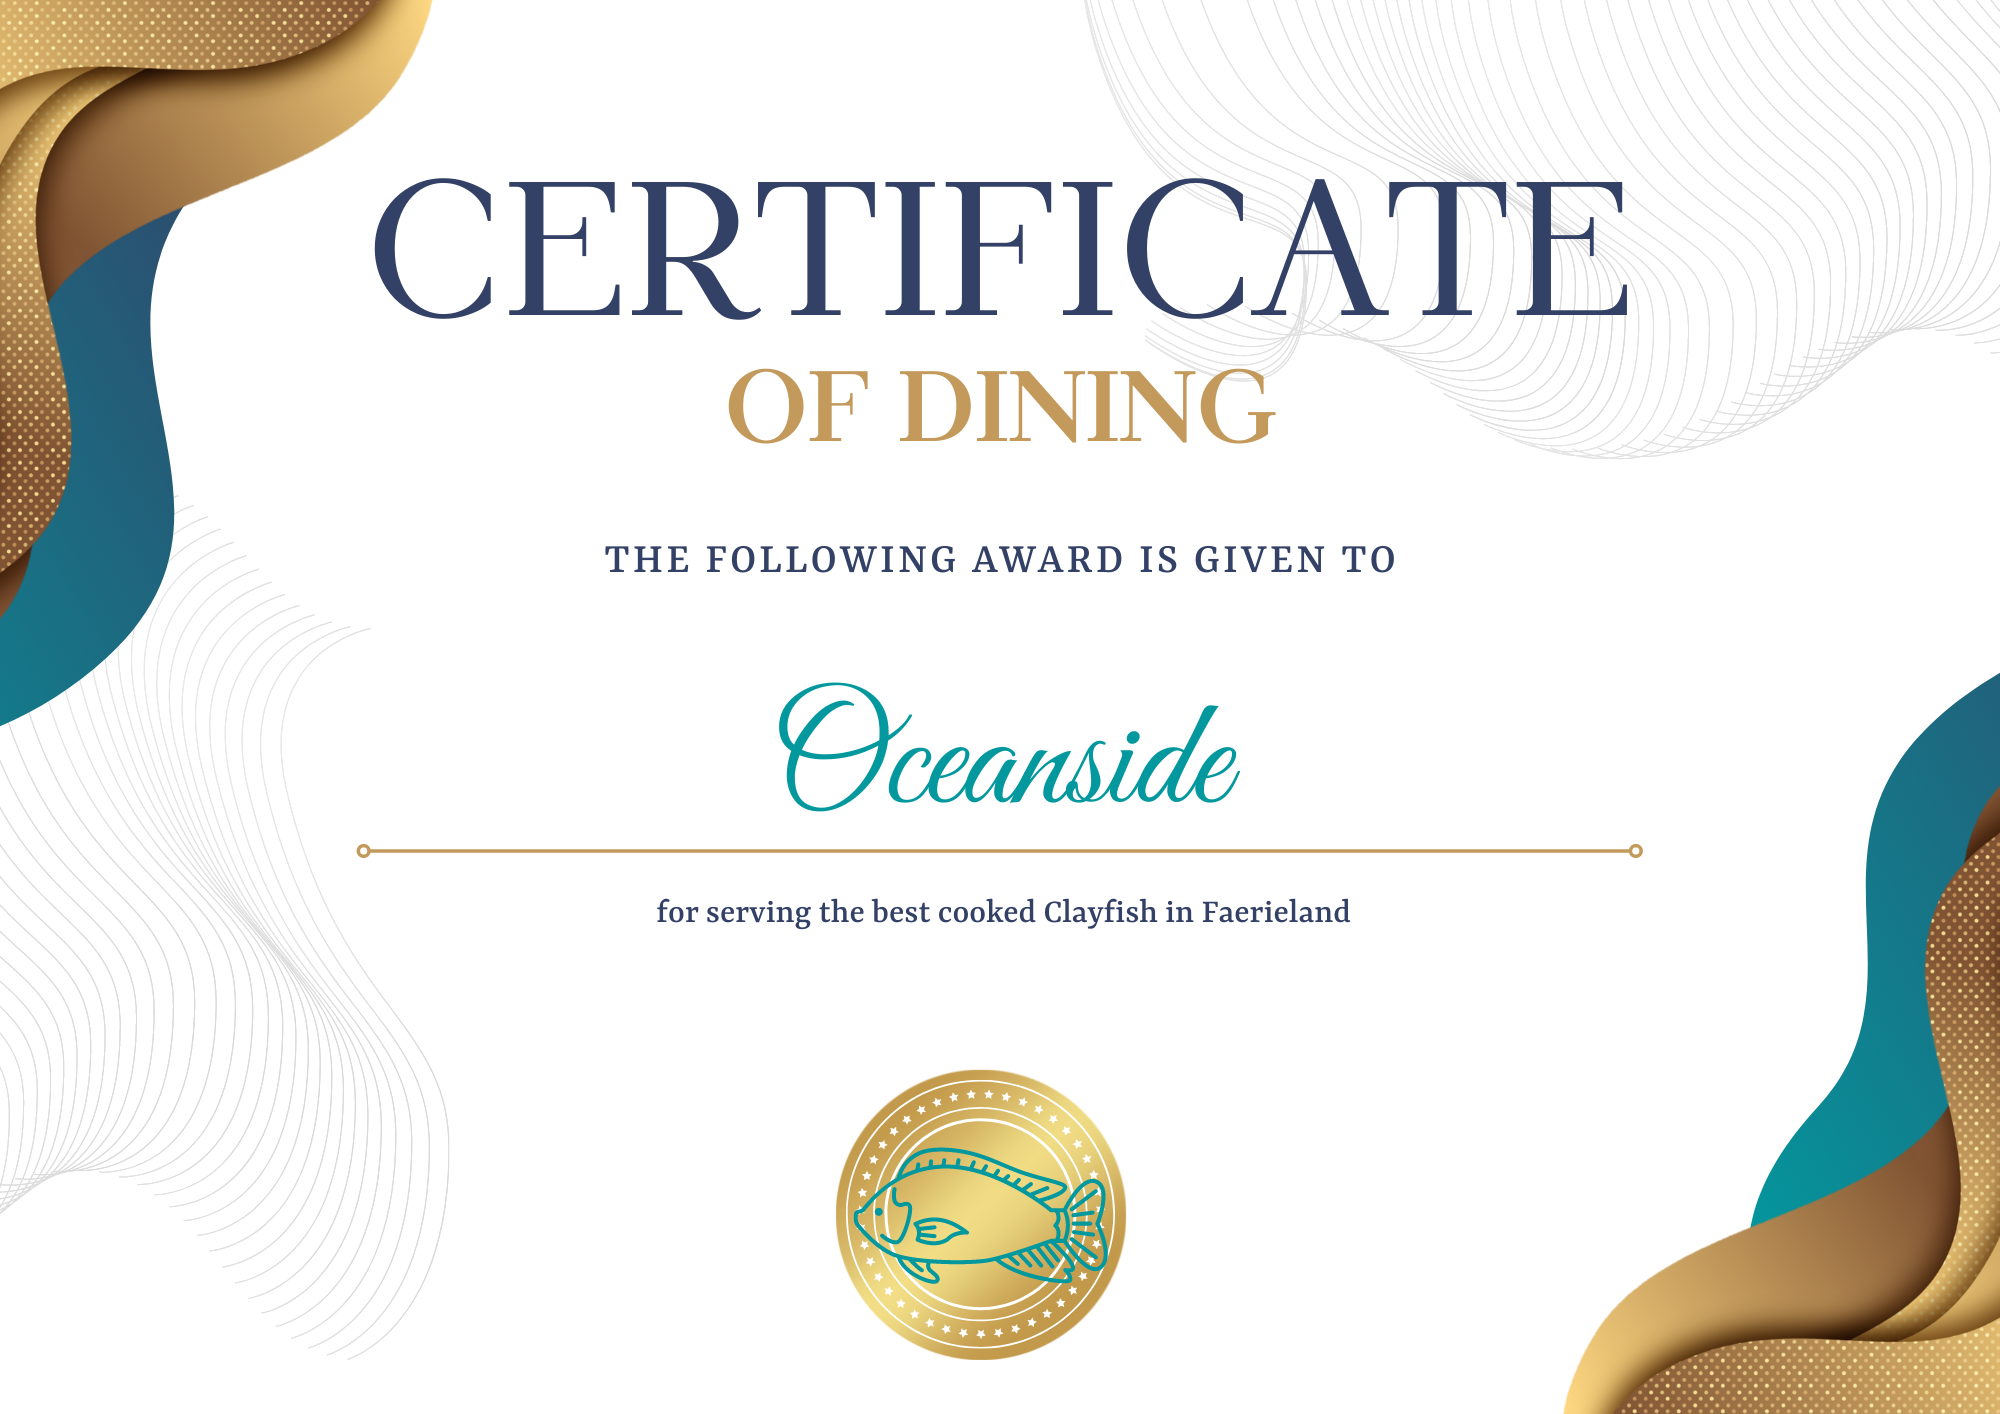 CERTIFICATE
OF DINING
THE FOLLOWING AWARD IS GIVEN TO
Oceanside
for serving the best cooked Clayfish in Faerieland